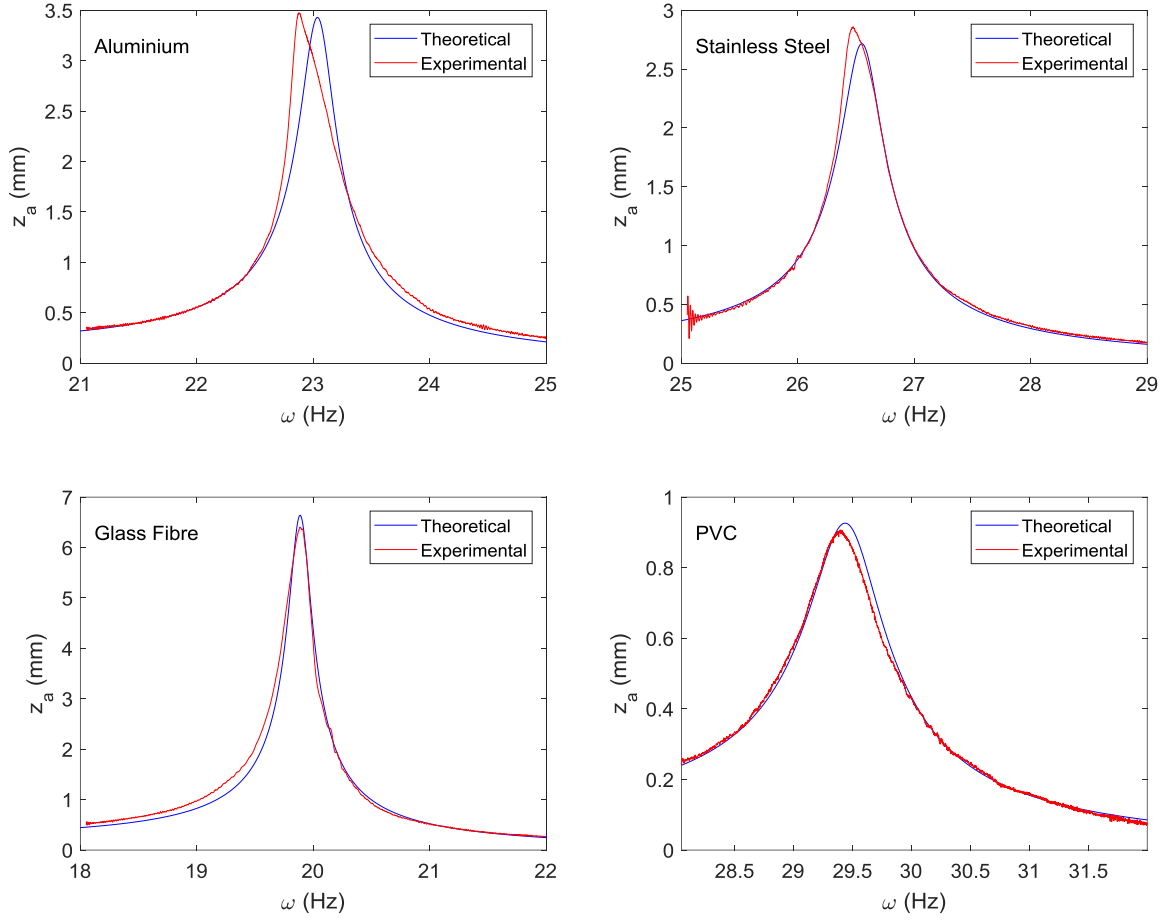 Aluminium
Theoretical
Experimental
3.5
3
2.5
2
1.5
1
0.5
0
z_a (mm)
21 22 23 24 25
ω (Hz)
Stainless Steel
Theoretical
Experimental
3
2.5
2
1.5
1
0.5
0
z_a (mm)
25 26 27 28 29
ω (Hz)
Glass Fibre
Theoretical
Experimental
7
6
5
4
3
2
1
0
z_a (mm)
18 19 20 21 22
ω (Hz)
PVC
Theoretical
Experimental
1
0.8
0.6
0.4
0.2
0
z_a (mm)
28.5 29 29.5 30 30.5 31 31.5
ω (Hz)